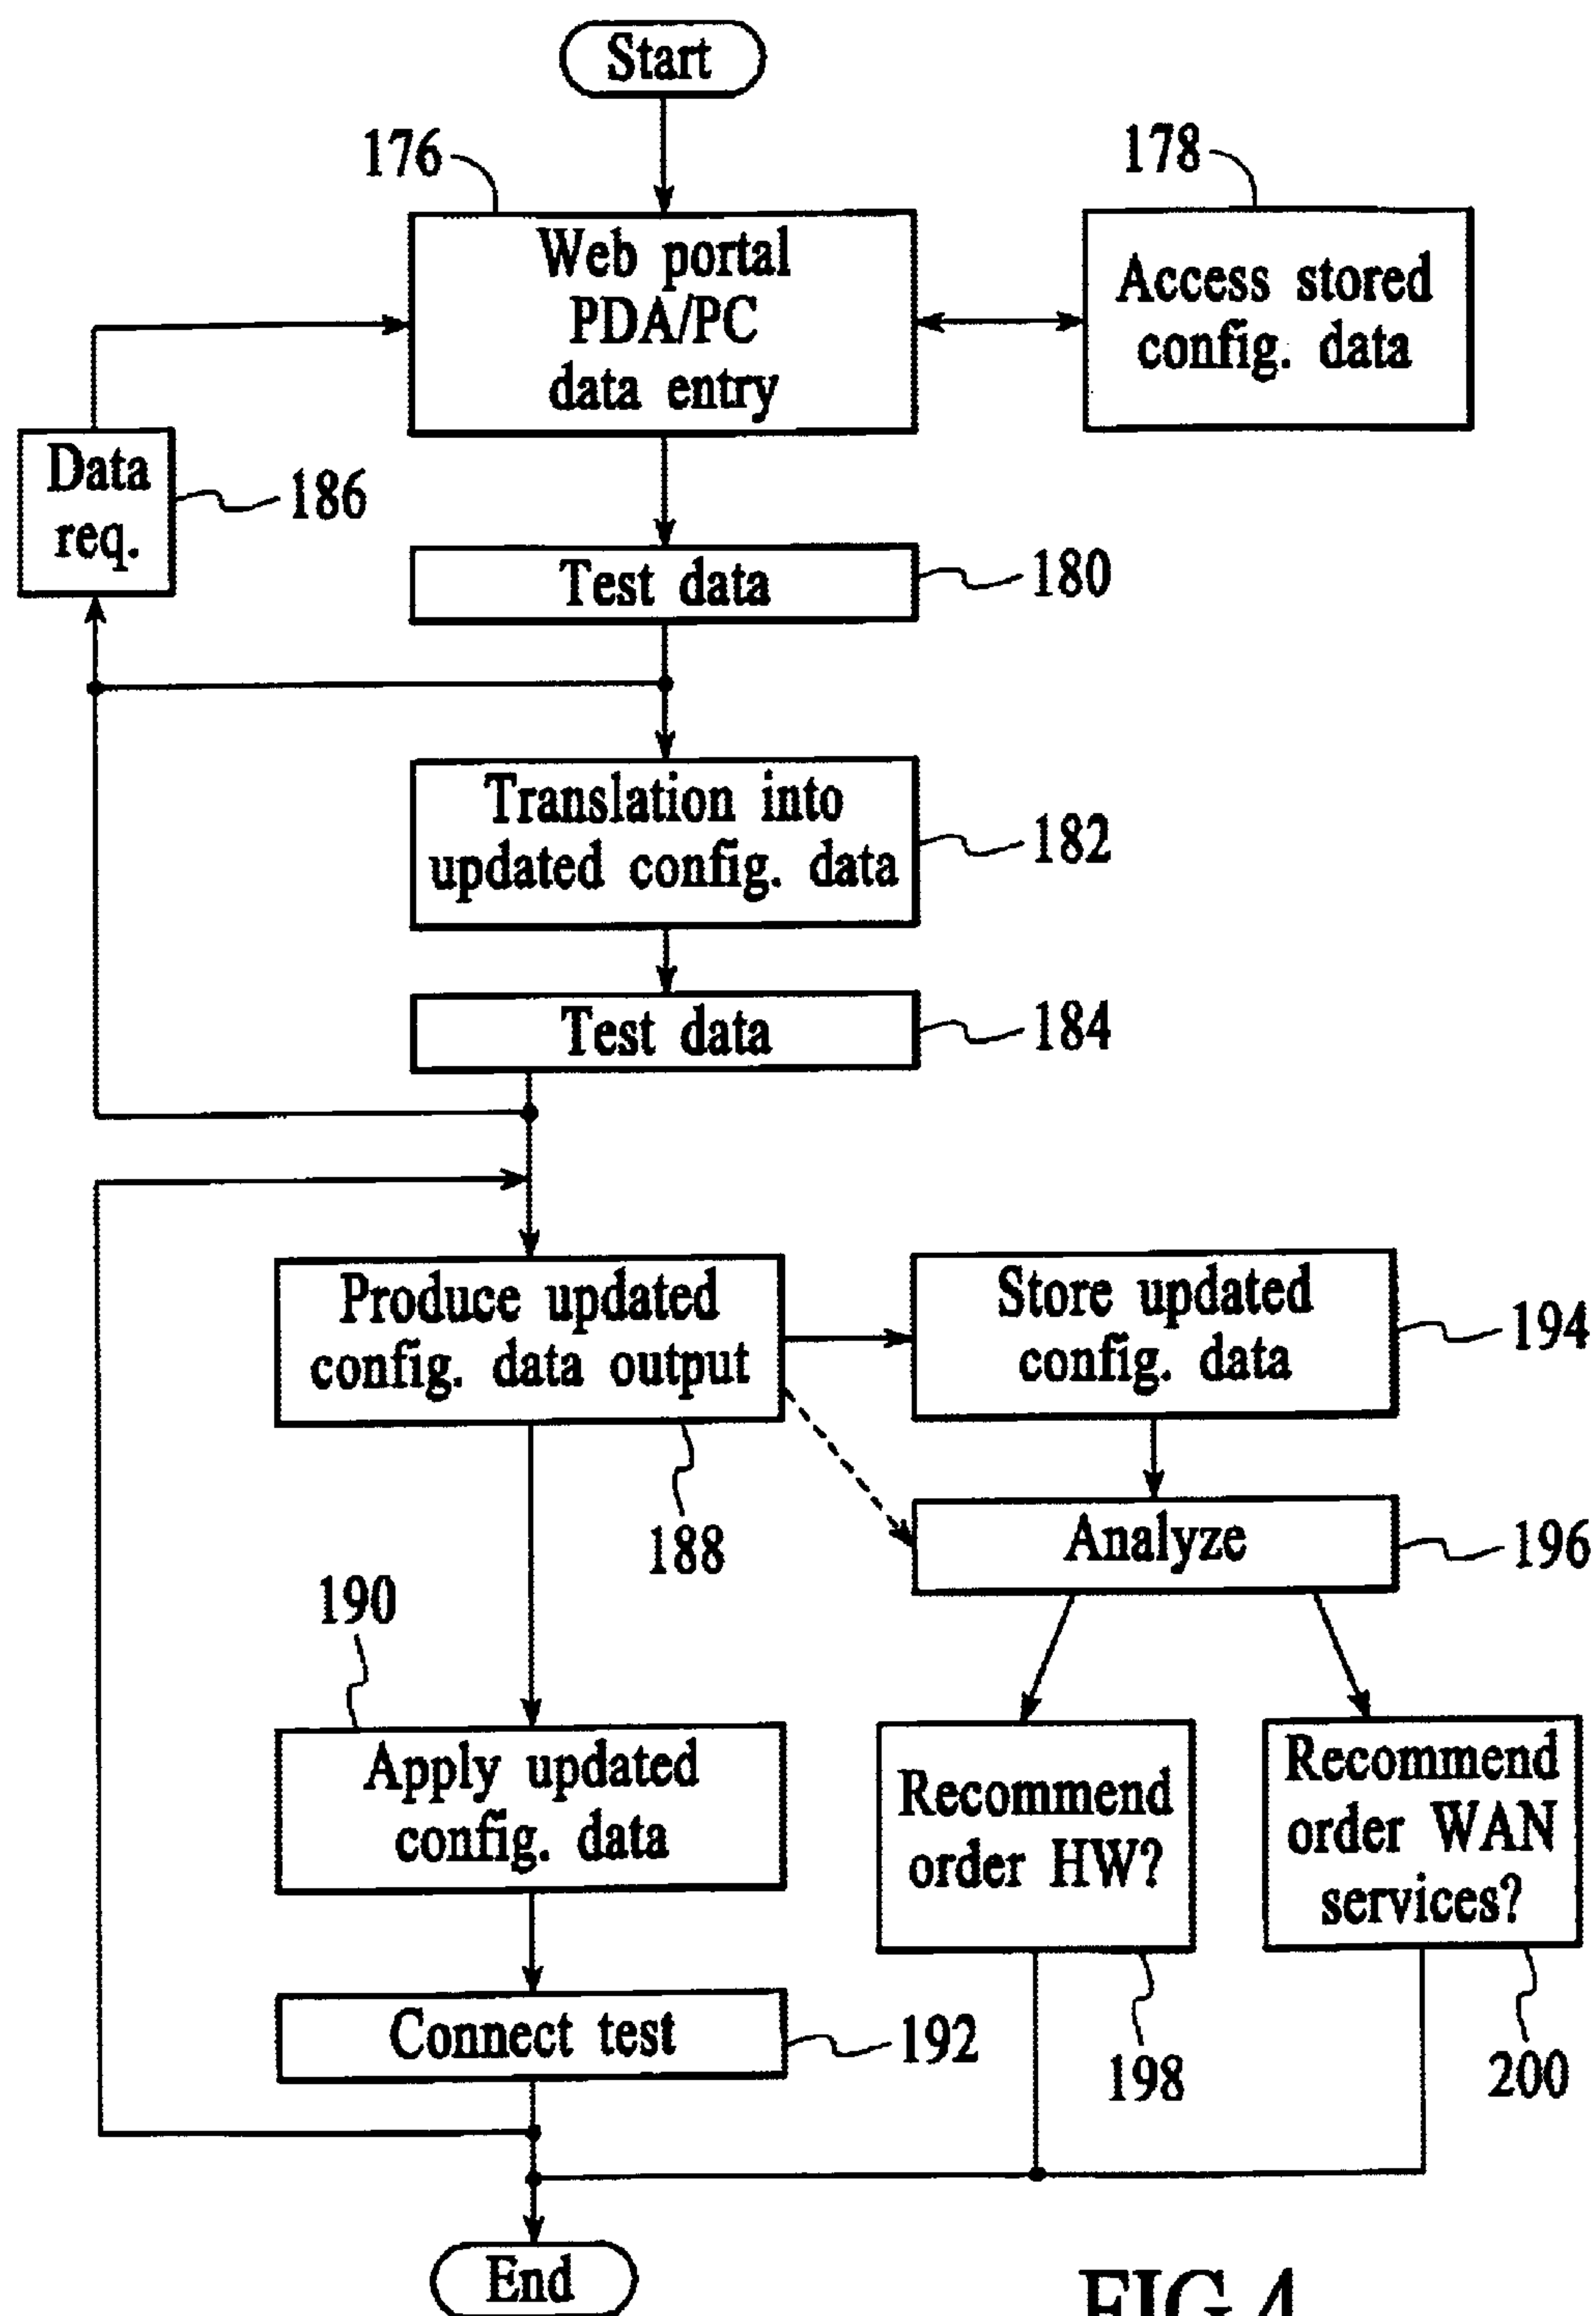 Start
176
178
Web portal
PDA/PC
data entry
Access stored
config. data
Data
req.
186
Test data
180
Translation into
updated config. data
182
Test data
184
Produce updated
config. data output
188
Store updated
config. data
194
Analyze
196
190
Apply updated
config. data
Recommend
order HW?
198
Recommend
order WAN
services?
200
Connect test
192
End
FIG.4